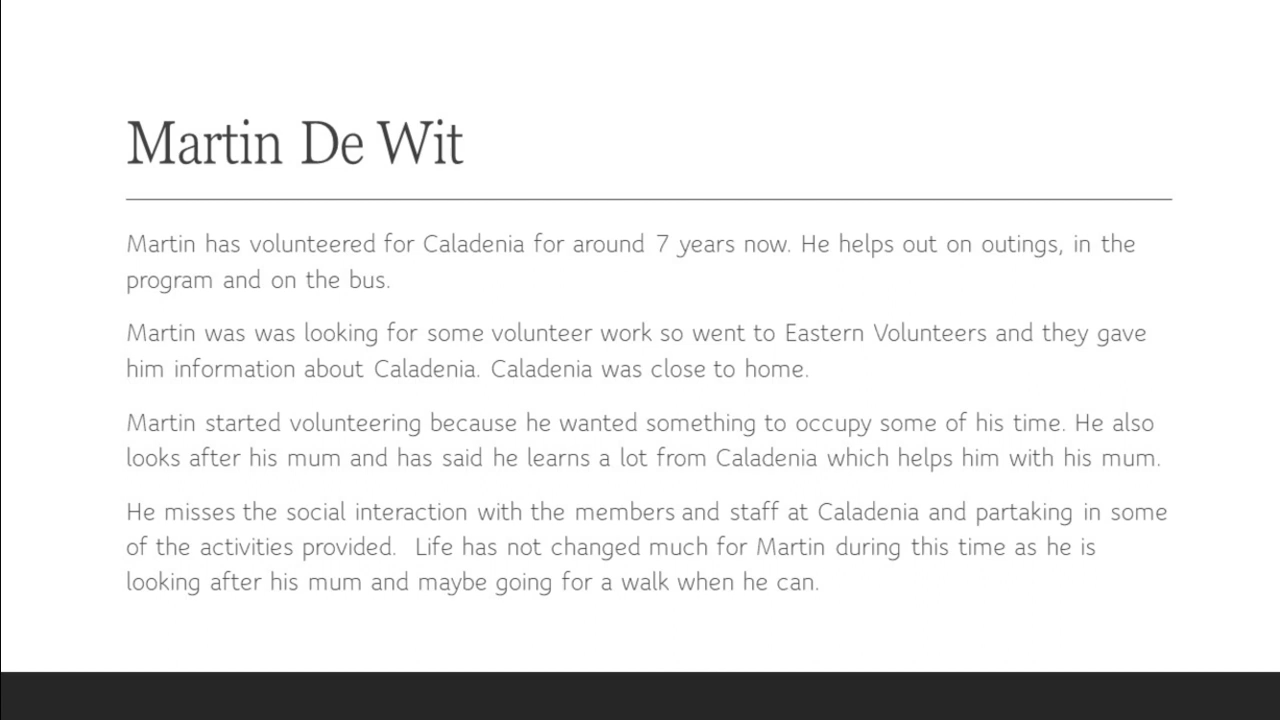 Martin De Wit
Martin has volunteered for Caladenia for around 7 years now. He helps out on outings, in the
program and on the bus.
Martin was was looking for some volunteer work so went to Eastern Volunteers and they gave
him information about Caladenia. Caladenia was close to home.
Martin started volunteering because he wanted something to occupy some of his time. He also
looks after his mum and has said he learns a lot from Caladenia which helps him with his mum.
He misses the social interaction with the members and staff at Caladenia and partaking in some
of the activities provided.  Life has not changed much for Martin during this time as he is
looking after his mum and maybe going for a walk when he can.